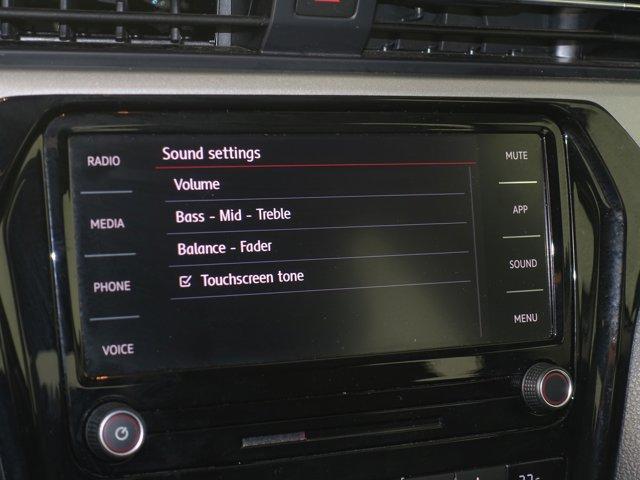 RADIO
MEDIA
PHONE
VOICE
Sound settings
Volume
Bass - Mid - Treble
Balance - Fader
Touchscreen tone
MUTE
APP
SOUND
MENU